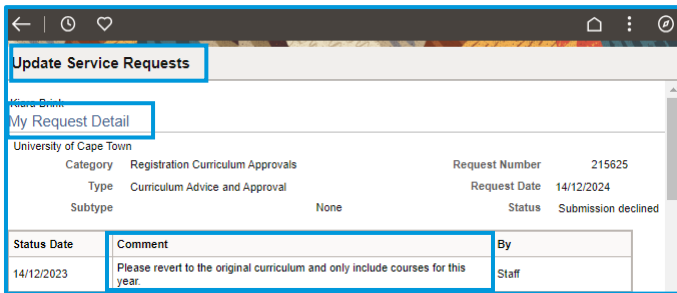 Update Service Requests
Kiara Brink
My Request Detail
University of Cape Town
Category Registration Curriculum Approvals Request Number 215625
Type Curriculum Advice and Approval Request Date 14/12/2024
Subtype None Status Submission declined
Status Date Comment By
14/12/2023 Please revert to the original curriculum and only include courses for this Staff
year.